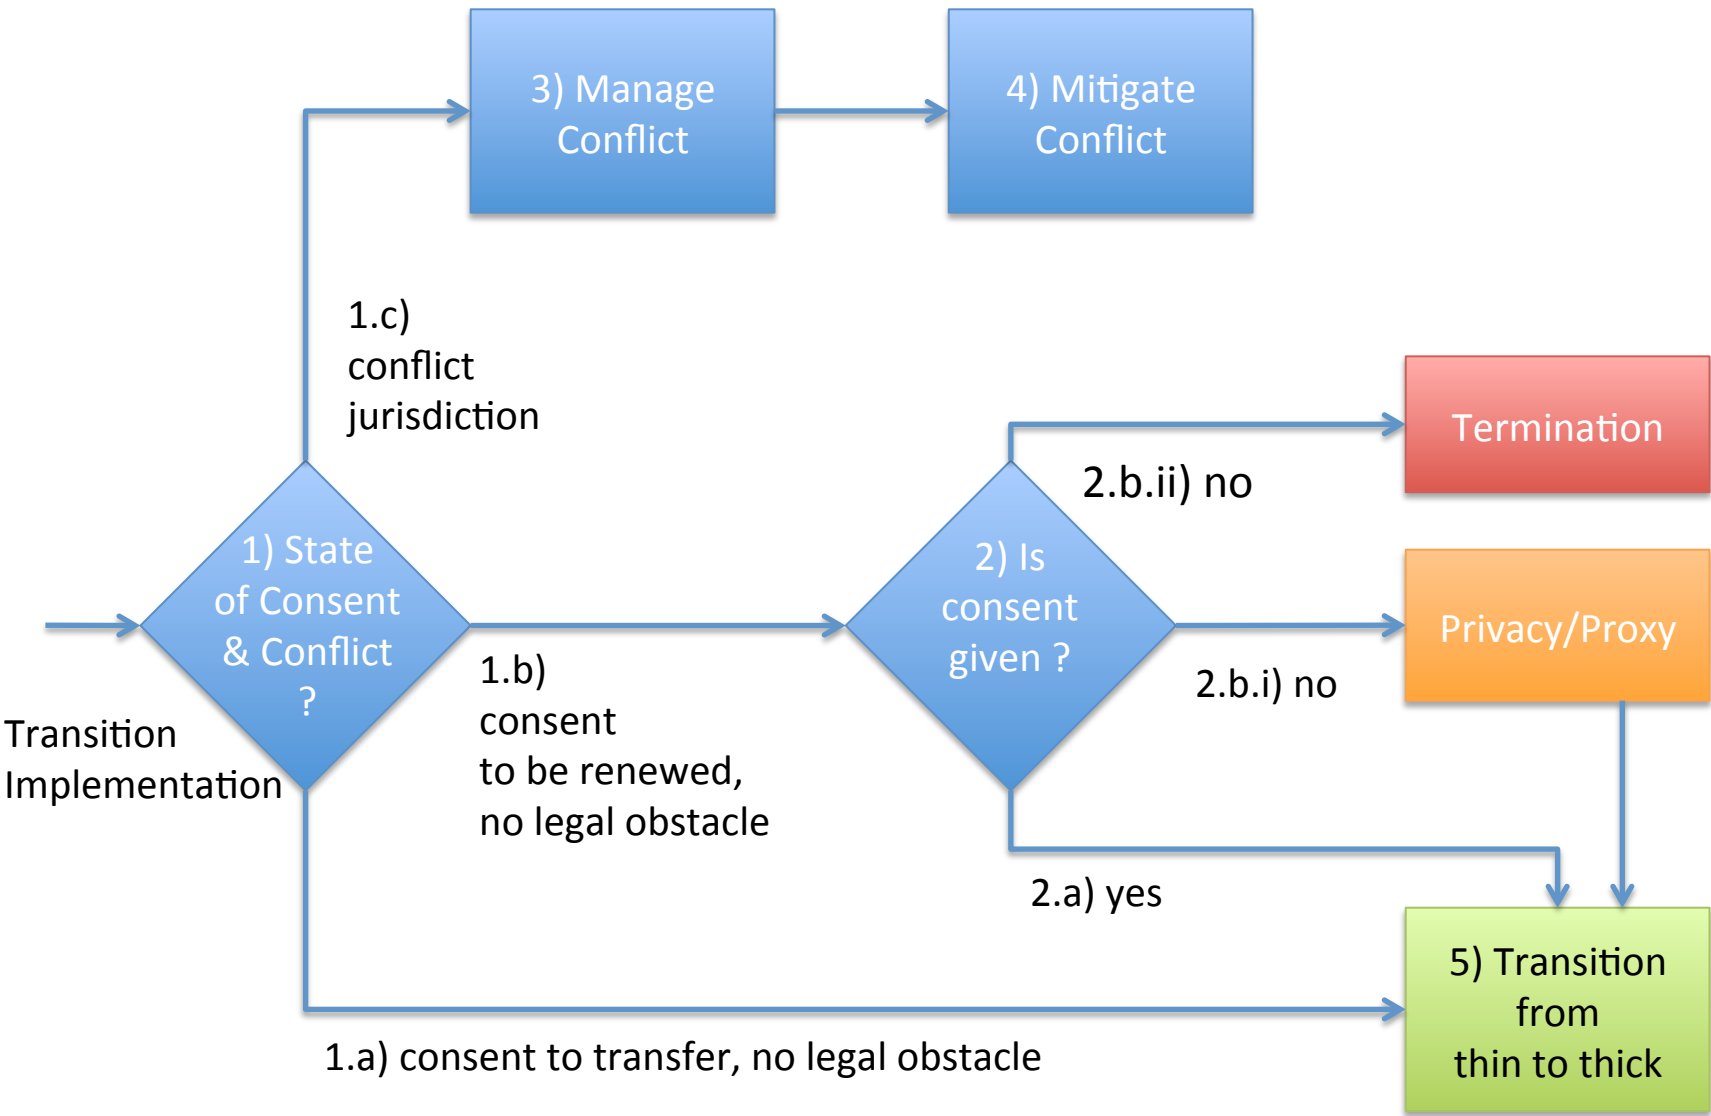 3) Manage
Conflict
4) Mitigate
Conflict
1.c)
conflict
jurisdiction
Termination
2.b.ii) no
1) State
of Consent
& Conflict
?
2) Is
consent
given ?
Privacy/Proxy
2.b.i) no
1.b)
consent
to be renewed,
no legal obstacle
Transition
Implementation
2.a) yes
5) Transition
from
thin to thick
1.a) consent to transfer, no legal obstacle